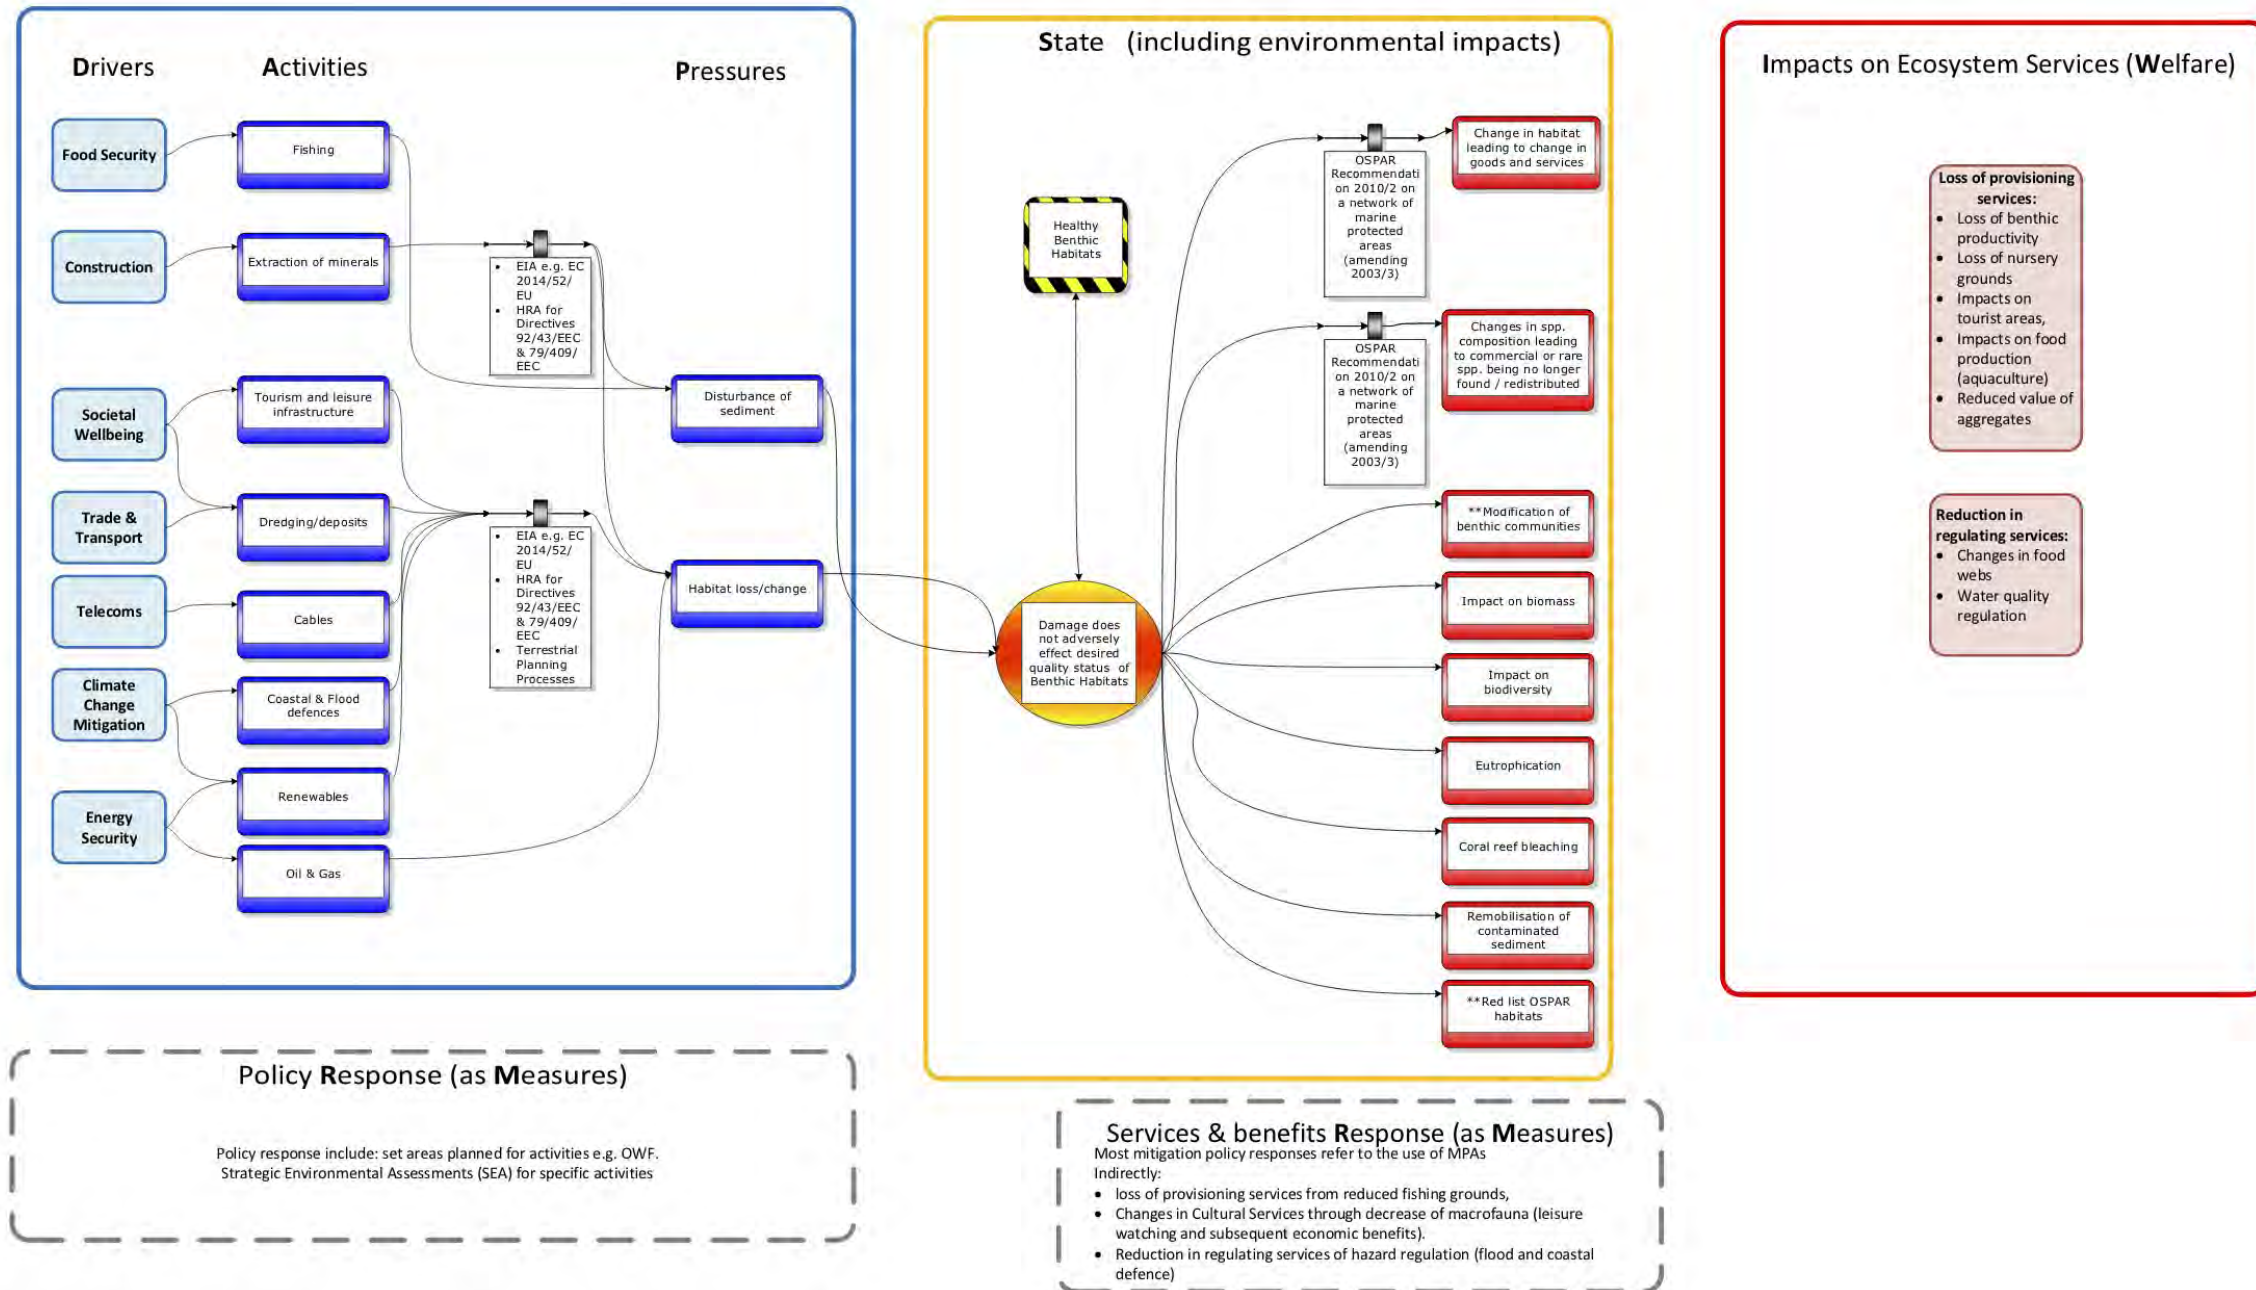 Drivers
Activities
Pressures
Food Security
Construction
Societal
Wellbeing
Trade &
Transport
Telecoms
Climate
Change
Mitigation
Energy
Security
Fishing
Extraction of minerals
Tourism and leisure
infrastructure
Dredging/deposits
Cables
Coastal & Flood
defences
Renewables
Oil & Gas
• EIA e.g. EC
2014/52/
EU
• HRA for
Directives
92/43/EEC
& 79/409/
EEC
• EIA e.g. EC
2014/52/
EU
• HRA for
Directives
92/43/EEC
& 79/409/
EEC
• Terrestrial
Planning
Processes
Disturbance of
sediment
Habitat loss/change
State (including environmental impacts)
Healthy
Benthic
Habitats
Damage does
not adversely
effect desired
quality status of
Benthic Habitats
OSPAR
Recommendati
on 2010/2 on
a network of
marine
protected
areas
(amending
2003/3)
OSPAR
Recommendati
on 2010/2 on
a network of
marine
protected
areas
(amending
2003/3)
Change in habitat
leading to change in
goods and services
Changes in spp.
composition leading
to commercial or rare
spp. being no longer
found / redistributed
**Modification of
benthic communities
Impact on biomass
Impact on
biodiversity
Eutrophication
Coral reef bleaching
Remobilisation of
contaminated
sediment
**Red list OSPAR
habitats
Impacts on Ecosystem Services (Welfare)
Loss of provisioning
services:
• Loss of benthic
productivity
• Loss of nursery
grounds
• Impacts on
tourist areas,
• Impacts on food
production
(aquaculture)
• Reduced value of
aggregates
Reduction in
regulating services:
• Changes in food
webs
• Water quality
regulation
Policy Response (as Measures)
Policy response include: set areas planned for activities e.g. OWF.
Strategic Environmental Assessments (SEA) for specific activities
Services & benefits Response (as Measures)
Most mitigation policy responses refer to the use of MPAs
Indirectly:
• loss of provisioning services from reduced fishing grounds,
• Changes in Cultural Services through decrease of macrofauna (leisure
watching and subsequent economic benefits).
• Reduction in regulating services of hazard regulation (flood and coastal
defence)